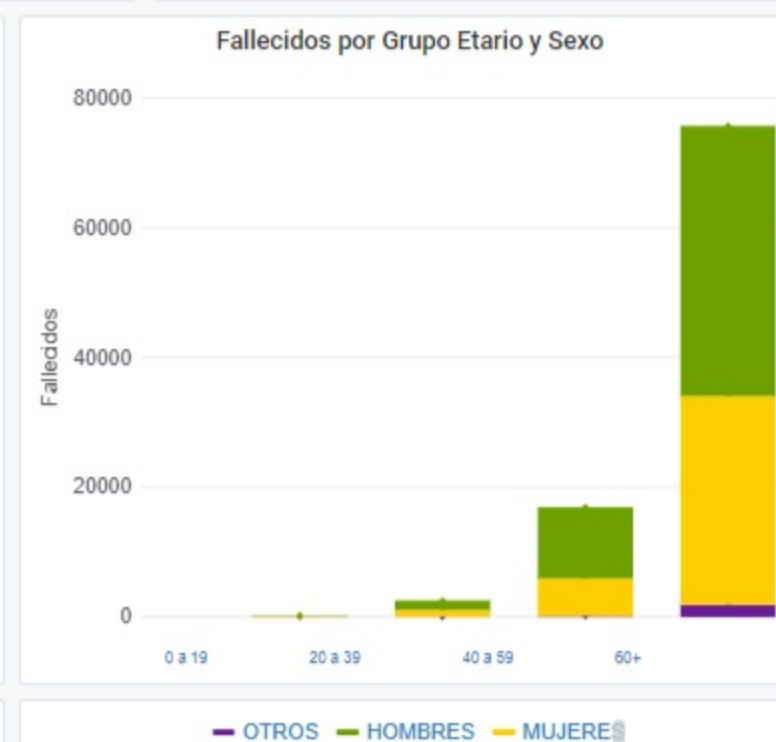 Fallecidos por Grupo Etario y Sexo
80000
60000
40000
20000
0
Fallecidos
0 a 19 20 a 39 40 a 59 60+
OTROS HOMBRES MUJERES